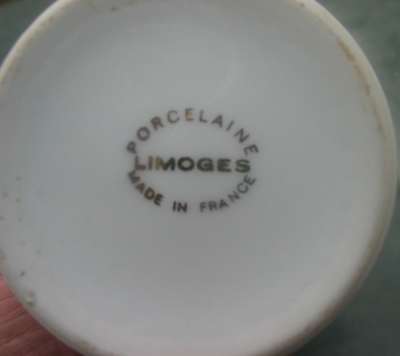 PORCELAINE
LIMOGES
MADE IN FRANCE